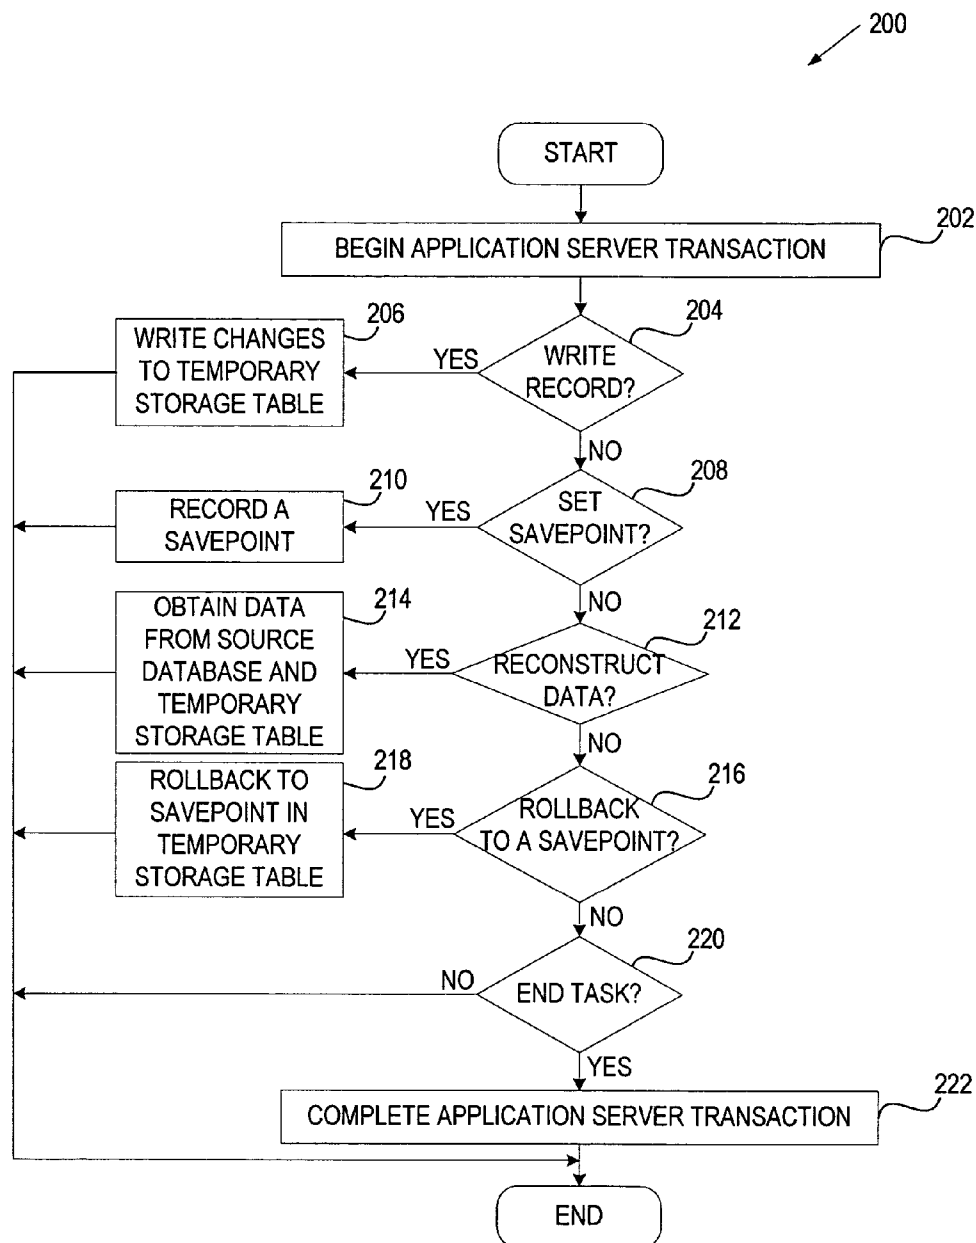 200
START
202
BEGIN APPLICATION SERVER TRANSACTION
206
204
WRITE CHANGES
TO TEMPORARY
STORAGE TABLE
YES
WRITE
RECORD?
NO
210
208
RECORD A
SAVEPOINT
YES
SET
SAVEPOINT?
NO
214
212
OBTAIN DATA
FROM SOURCE
DATABASE AND
TEMPORARY
STORAGE TABLE
YES
RECONSTRUCT
DATA?
NO
218
216
ROLLBACK TO
SAVEPOINT IN
TEMPORARY
STORAGE TABLE
YES
ROLLBACK
TO A SAVEPOINT?
NO
220
NO
END TASK?
YES
222
COMPLETE APPLICATION SERVER TRANSACTION
END